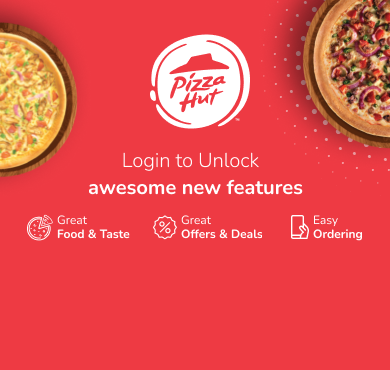 Pizza
Hut
Login to Unlock
awesome new features
Great
Food & Taste
Great
Offers & Deals
Easy
Ordering